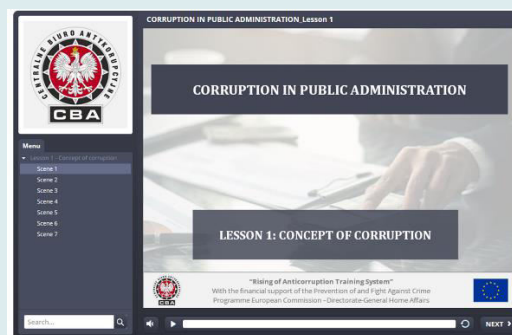 CORRUPTION IN PUBLIC ADMINISTRATION_Lesson 1
CENTRALNE BIURO ANTYKORUPCYJNE
CBA
Menu
Lesson 1 - Concept of corruption
Scene 1
Scene 2
Scene 3
Scene 4
Scene 5
Scene 6
Scene 7
Search...
CORRUPTION IN PUBLIC ADMINISTRATION
LESSON 1: CONCEPT OF CORRUPTION
"Rising of Anticorruption Training System"
With the financial support of the Prevention of and Fight Against Crime
Programme European Commission - Directorate-General Home Affairs
NEXT >